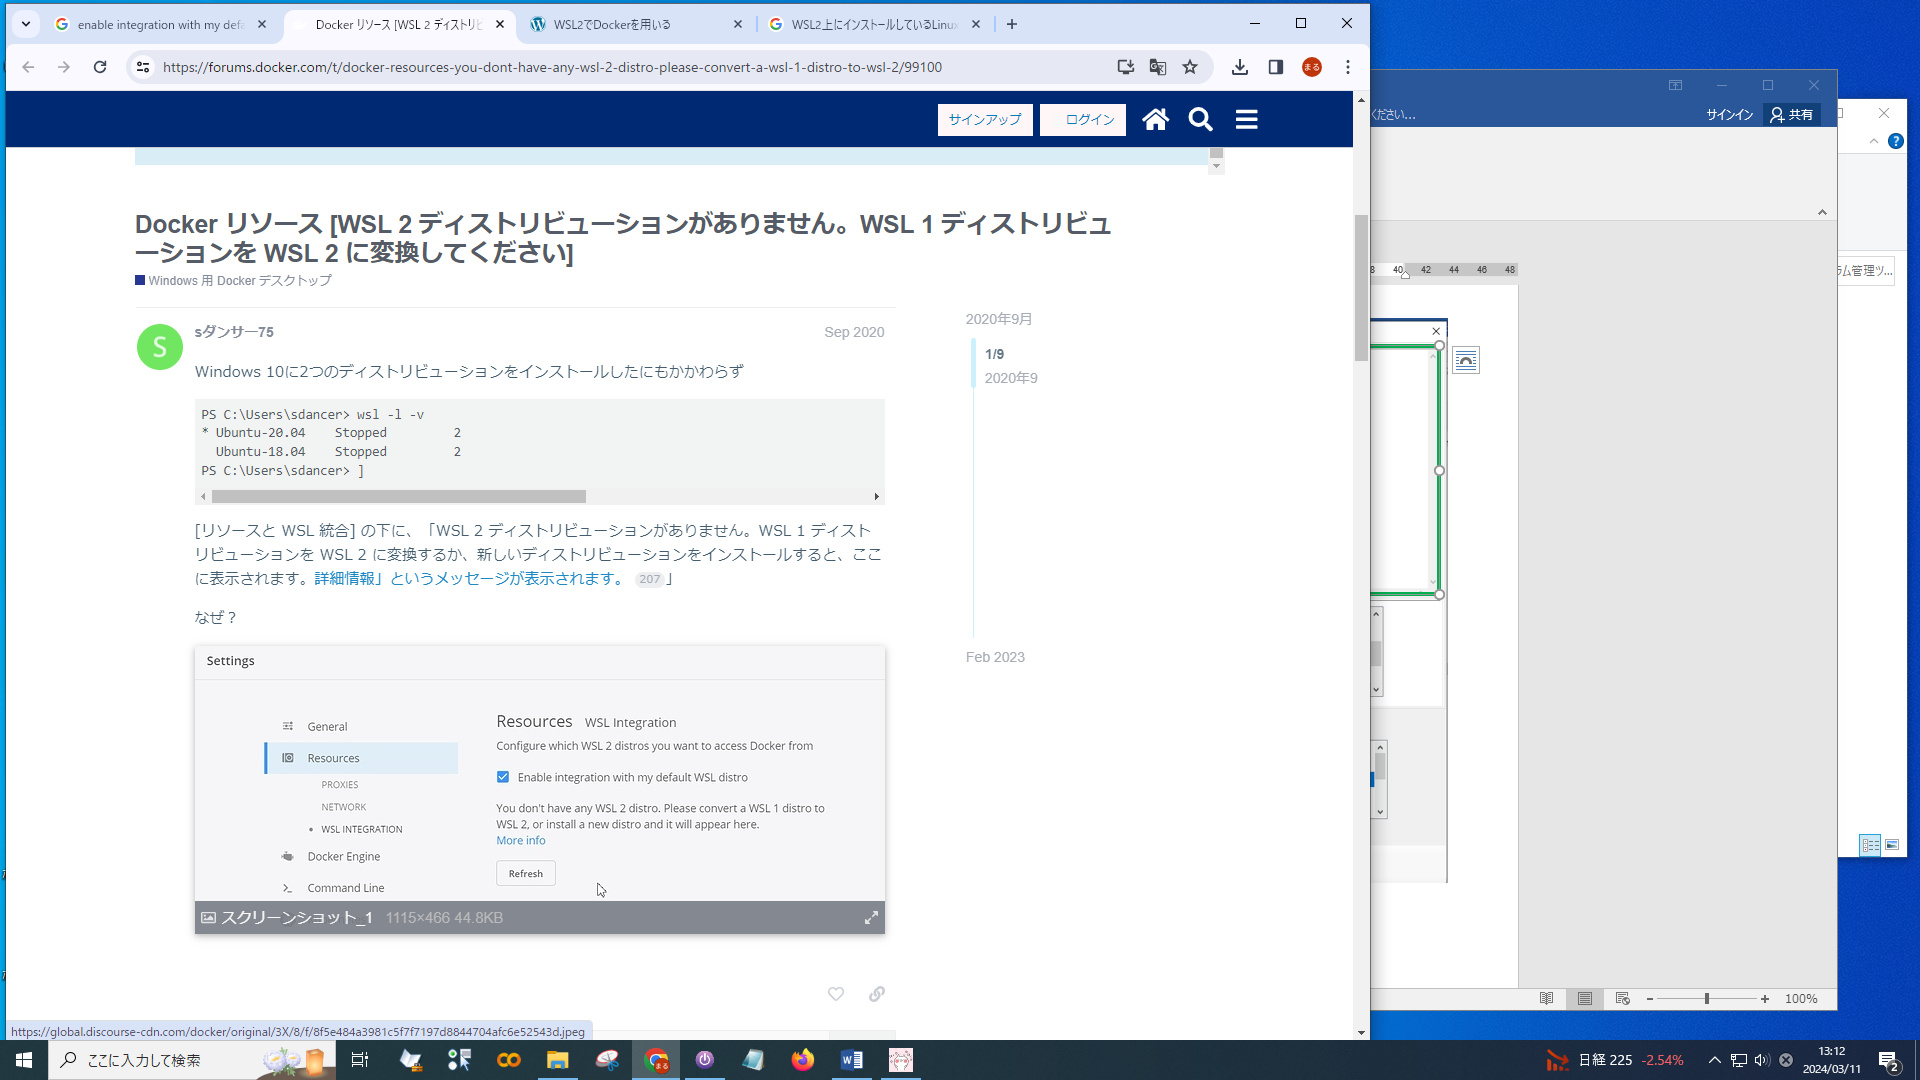 enable integration with my defa
Docker リソース [WSL 2 ディストリビ
WSL2でDockerを用いる
WSL2上にインストールしているLinux
https://forums.docker.com/t/docker-resources-you-dont-have-any-wsl-2-distro-please-convert-a-wsl-1-distro-to-wsl-2/99100
まる
サインアップ
ログイン
ください...
サインイン
共有
Docker リソース [WSL 2 ディストリビューションがありません。WSL 1 ディストリビュ
ーションを WSL 2 に変換してください]
Windows 用 Docker デスクトップ
S
sダンサー75
Sep 2020
2020年9月
1/9
2020年9
Feb 2023
Windows 10に2つのディストリビューションをインストールしたにもかかわらず
PS C:\Users\sdancer> wsl -l -v
* Ubuntu-20.04    Stopped         2
  Ubuntu-18.04    Stopped         2
PS C:\Users\sdancer> ]
[リソースと WSL 統合] の下に、「WSL 2 ディストリビューションがありません。WSL 1 ディスト
リビューションを WSL 2 に変換するか、新しいディストリビューションをインストールすると、ここ
に表示されます。詳細情報」というメッセージが表示されます。 207 」
なぜ？
Settings
General
Resources
PROXIES
NETWORK
WSL INTEGRATION
Docker Engine
Command Line
Resources WSL Integration
Configure which WSL 2 distros you want to access Docker from
Enable integration with my default WSL distro
You don't have any WSL 2 distro. Please convert a WSL 1 distro to
WSL 2, or install a new distro and it will appear here.
More info
Refresh
スクリーンショット_1 1115×466 44.8KB
https://global.discourse-cdn.com/docker/original/3X/8/f/8f5e484a3981c5f7f7197d8844704afc6e52543d.jpeg
8 40 42 44 46 48
ラム管理ツ...
100%
ここに入力して検索
日経 225 -2.54%
13:12
2024/03/11
2